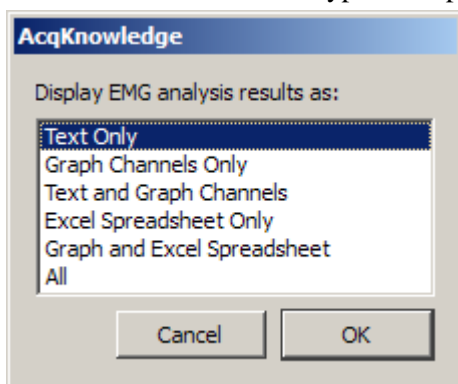 AcqKnowledge
Display EMG analysis results as:
Text Only
Graph Channels Only
Text and Graph Channels
Excel Spreadsheet Only
Graph and Excel Spreadsheet
All
Cancel OK